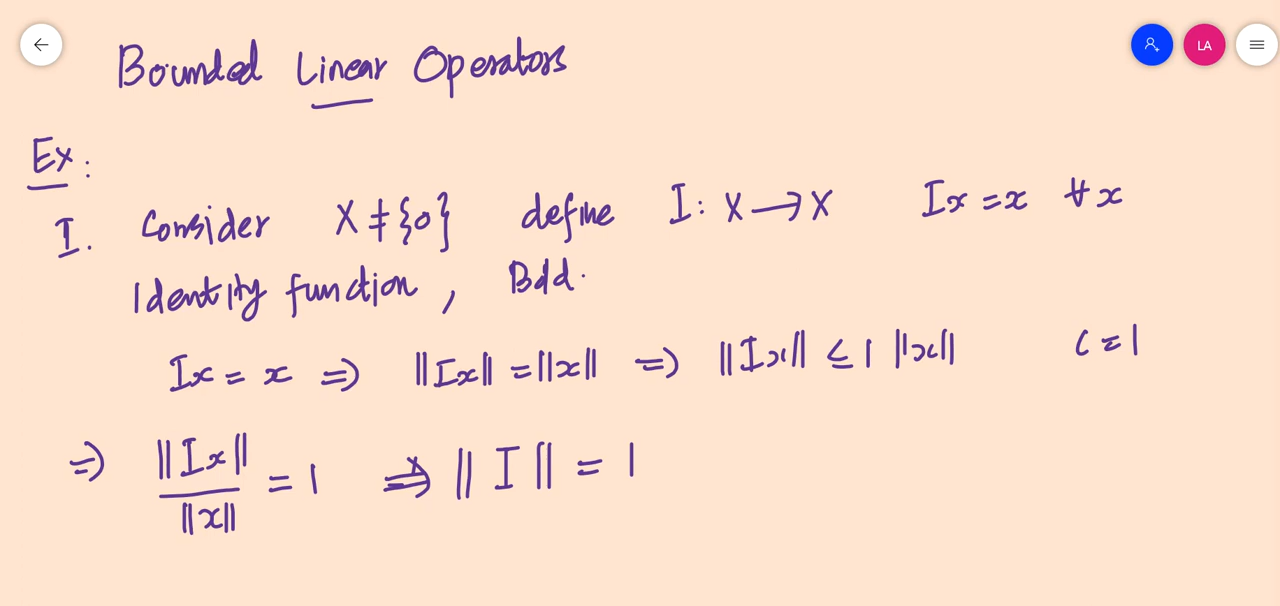 LA
Bounded Linear Operators
Ex:
I. Consider X ≠ {0} define I: X → X Ix = x ∀ x
Identity function, Bdd.
Ix = x ⇒ ||Ix|| = ||x|| ⇒ ||Ix|| ≤ 1 ||x|| C = 1
⇒ ||Ix|| / ||x|| = 1 ⇒ || I || = 1